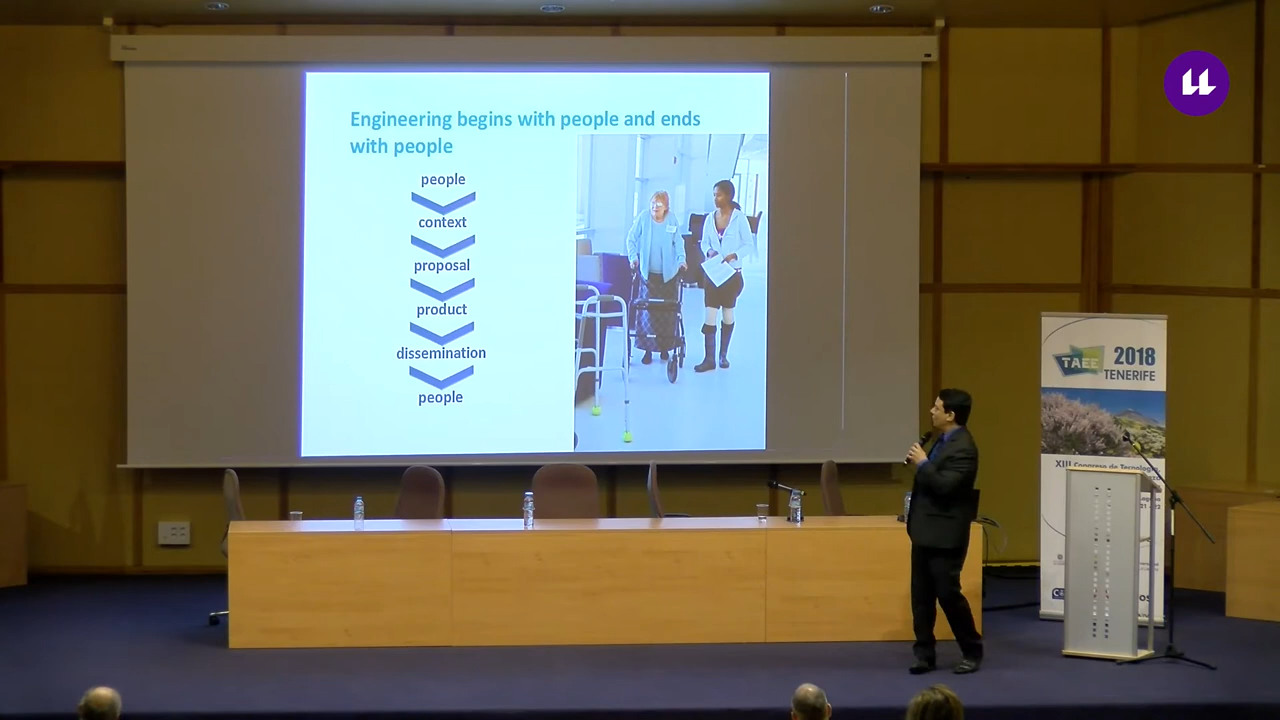 Engineering begins with people and ends
with people
people
context
proposal
product
dissemination
people
TAEE
2018
TENERIFE
XIII Congreso de Tecnología,